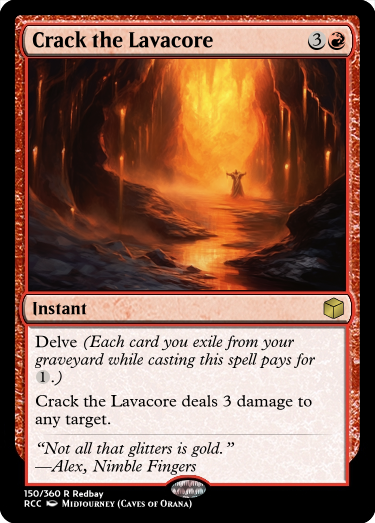 Crack the Lavacore 3
Instant
Delve (Each card you exile from your
graveyard while casting this spell pays for
1.)
Crack the Lavacore deals 3 damage to
any target.
“Not all that glitters is gold.”
—Alex, Nimble Fingers
150/360 R Redbay
RCC Midjourney (Caves of Orana)